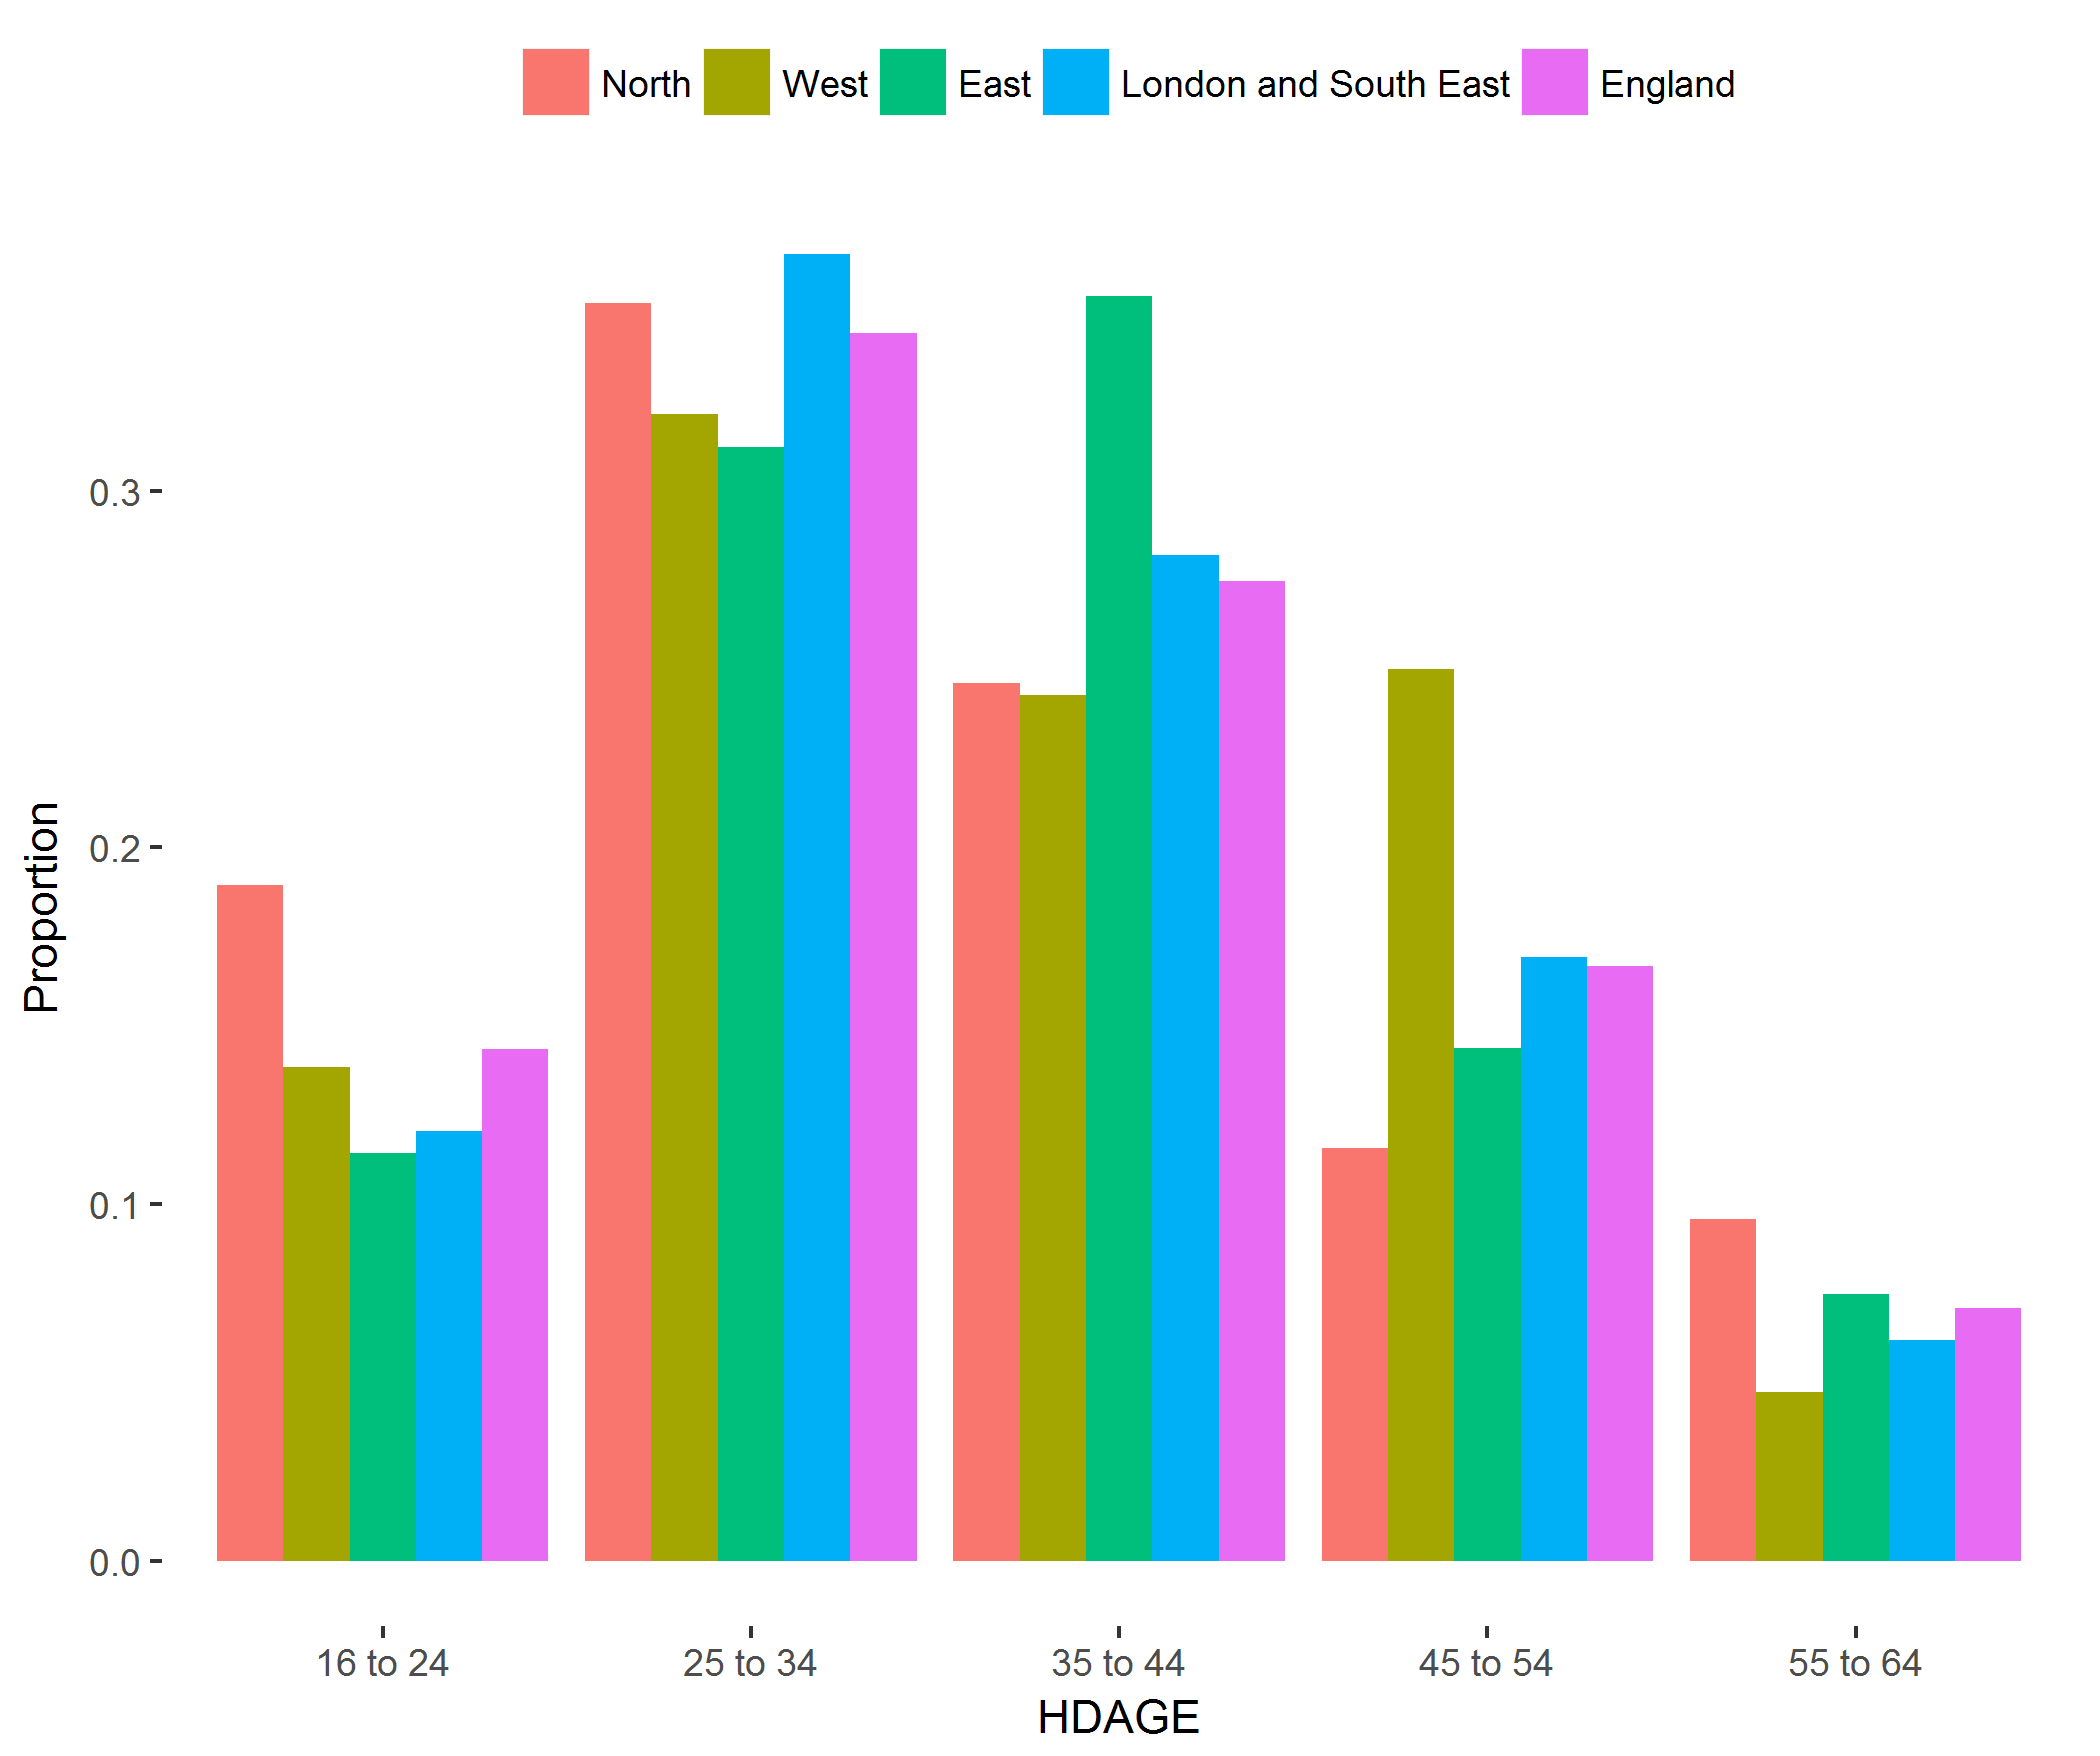 North West East London and South East England
0.3
0.2
0.1
0.0
Proportion
16 to 24 25 to 34 35 to 44 45 to 54 55 to 64
HDAGE